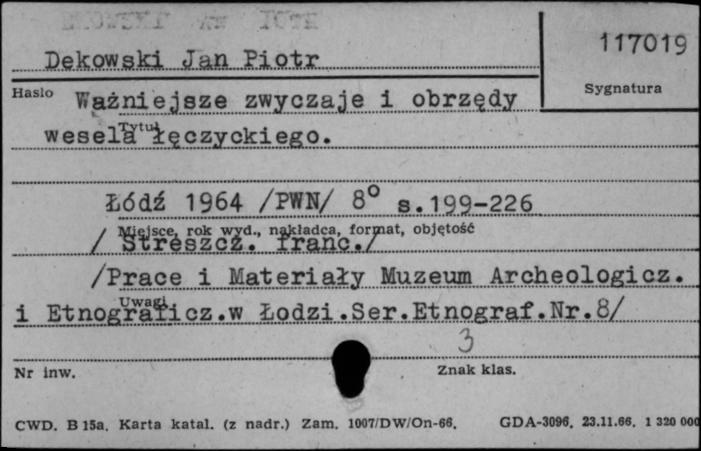 117019
Dekowski Jan Piotr
Hasło
Sygnatura
Ważniejsze zwyczaje i obrzędy
Tytuł
wesela łęczyckiego.
Łódź 1964 /PWN/ 8° s.199-226
Miejsce, rok wyd., nakładca, format, objętość
/ Streszcz. franc./
/Prace i Materiały Muzeum Archeologicz.
Uwagi
i Etnograficz.w Łodzi.Ser.Etnograf.Nr.8/
3
Nr inw.
Znak klas.
CWD. B 15a. Karta katal. (z nadr.) Zam. 1007/DW/On-66. GDA-3096. 23.11.66. 1 320 000